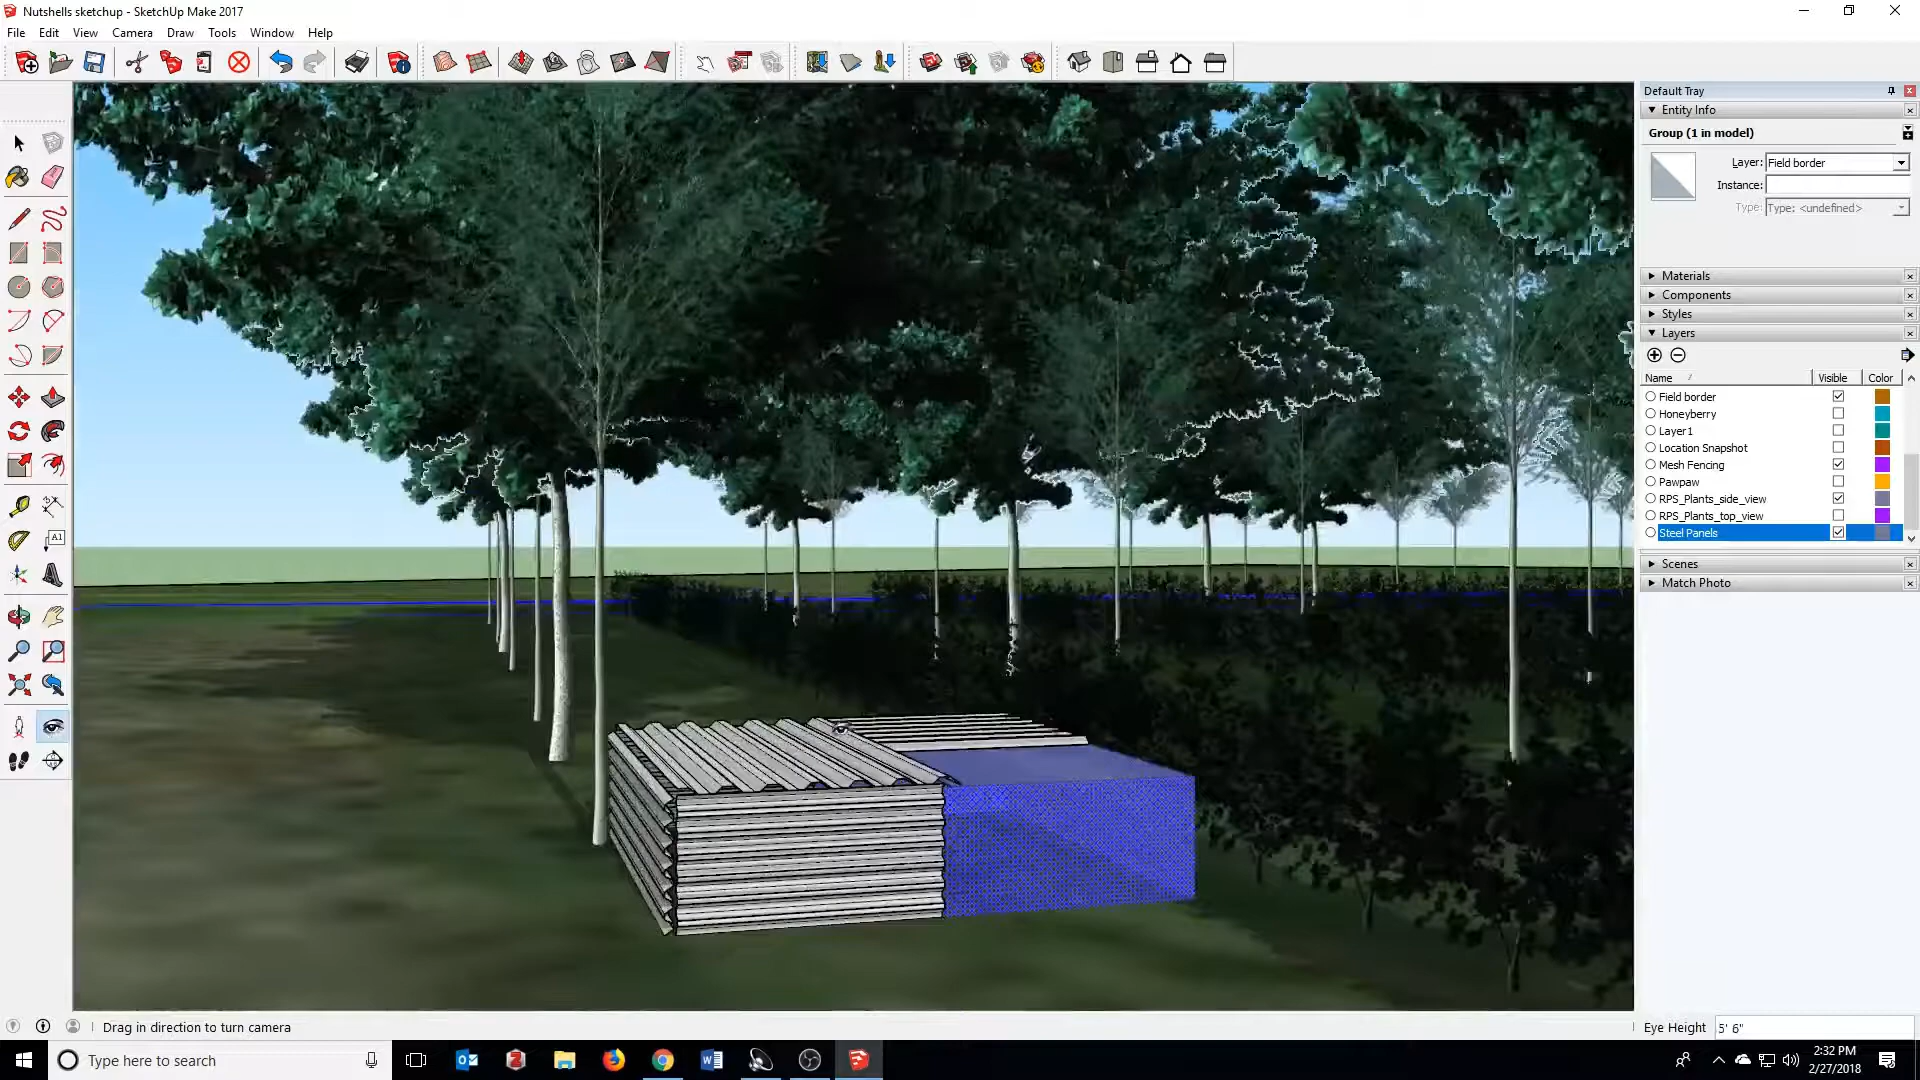 Nutshells sketchup - SketchUp Make 2017
File Edit View Camera Draw Tools Window Help
Default Tray
Entity Info
Group (1 in model)
Layer: Field border
Instance:
Type: Type: <undefined>
Materials
Components
Styles
Layers
Name Visible Color
Field border
Honeyberry
Layer1
Location Snapshot
Mesh Fencing
Pawpaw
RPS_Plants_side_view
RPS_Plants_top_view
Steel Panels
Scenes
Match Photo
A1
Drag in direction to turn camera
Eye Height 5' 6"
Type here to search
2:32 PM
2/27/2018